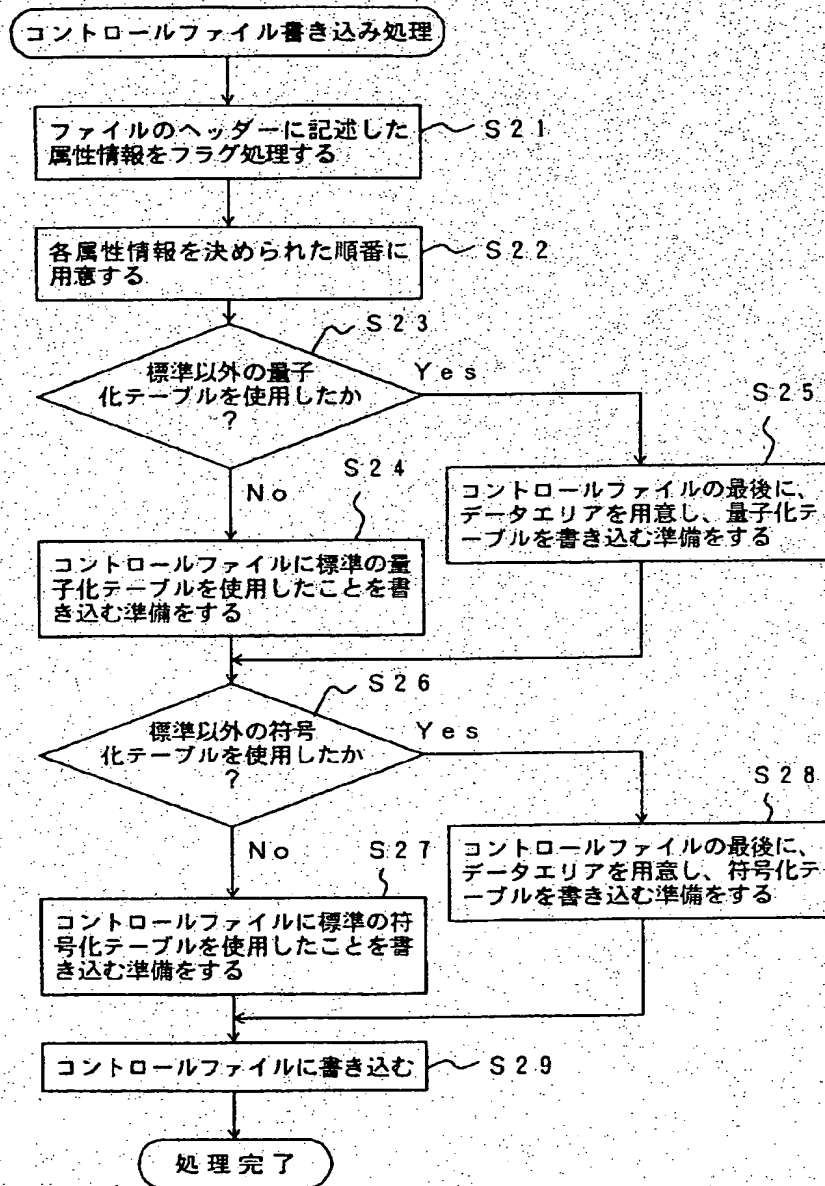 コントロールファイル書き込み処理
ファイルのヘッダーに記述した
属性情報をフラグ処理する
S21
各属性情報を決められた順番に
用意する
S22
S23
標準以外の量子
化テーブルを使用したか
?
Yes
No
S25
コントロールファイルの最後に、
データエリアを用意し、量子化テ
ーブルを書き込む準備をする
S24
コントロールファイルに標準の量
子化テーブルを使用したことを書
き込む準備をする
S26
標準以外の符号
化テーブルを使用したか
?
Yes
No
S28
コントロールファイルの最後に、
データエリアを用意し、符号化テ
ーブルを書き込む準備をする
S27
コントロールファイルに標準の符
号化テーブルを使用したことを書
き込む準備をする
コントロールファイルに書き込む
S29
処理完了